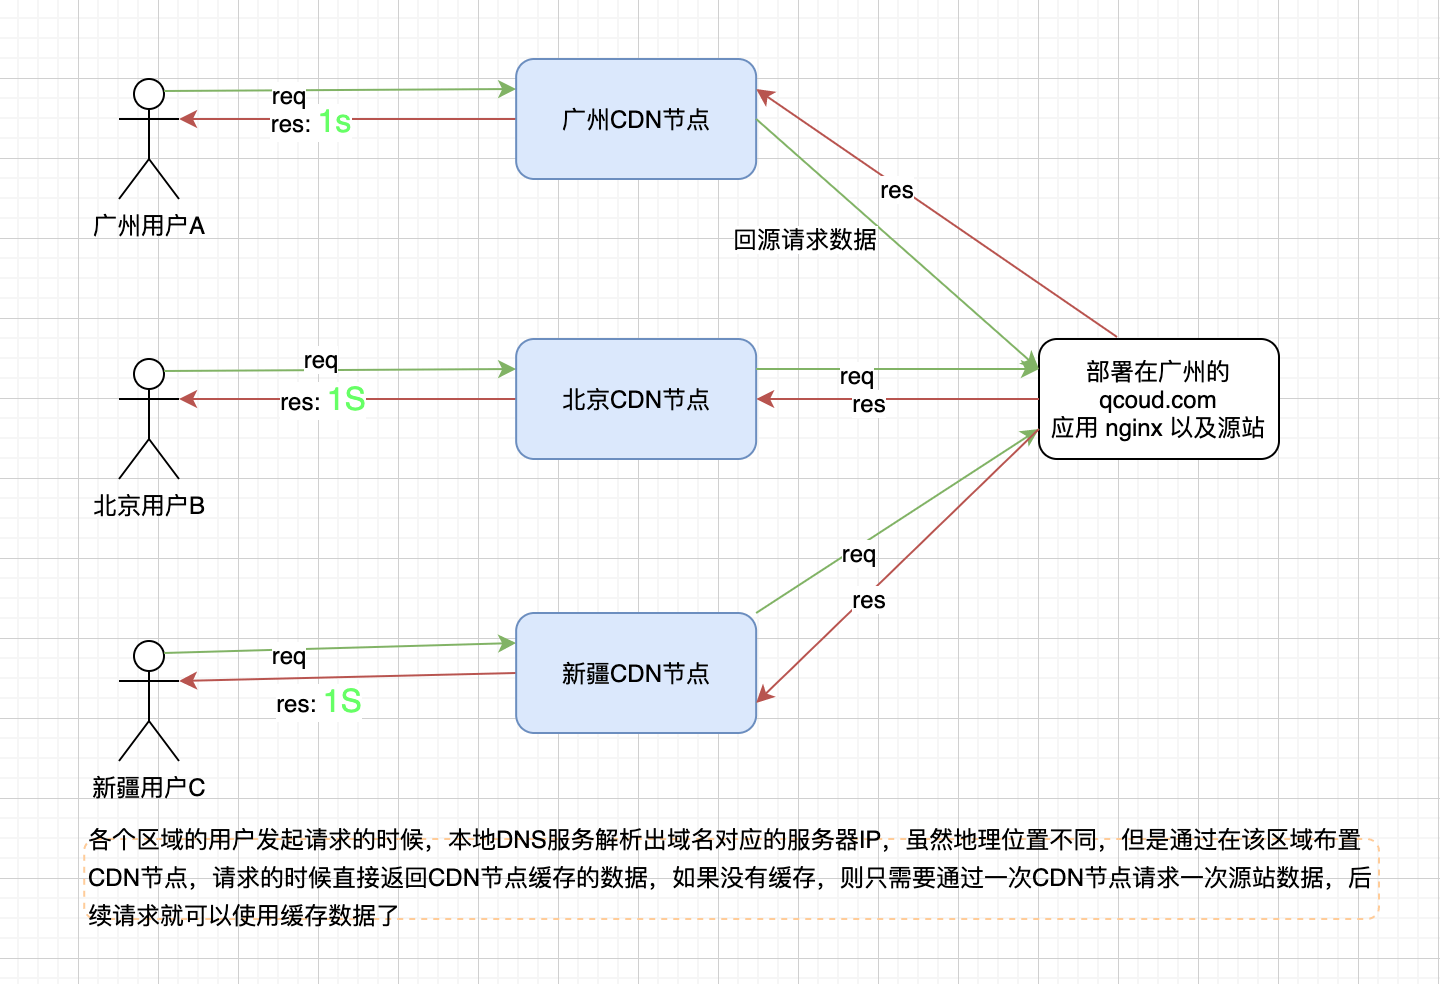 req
res: 1s
广州CDN节点
广州用户A
res
回源请求数据
req
res: 1S
北京CDN节点
req
res
部署在广州的
qcoud.com
应用 nginx 以及源站
北京用户B
req
res
req
res: 1S
新疆CDN节点
新疆用户C
各个区域的用户发起请求的时候，本地DNS服务解析出域名对应的服务器IP，虽然地理位置不同，但是通过在该区域布置
CDN节点，请求的时候直接返回CDN节点缓存的数据，如果没有缓存，则只需要通过一次CDN节点请求一次源站数据，后
续请求就可以使用缓存数据了